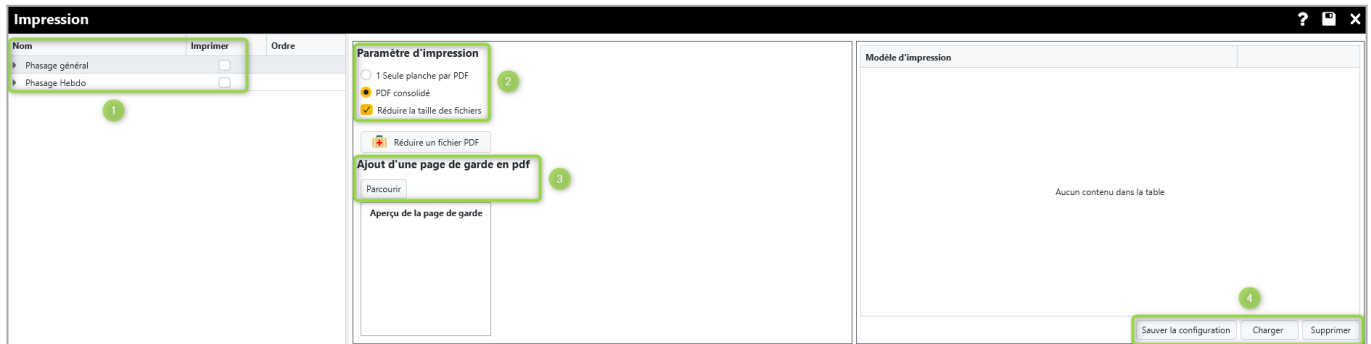 Impression
?
Nom Imprimer Ordre
Phasage général
Phasage Hebdo
1
Paramètre d'impression
1 Seule planche par PDF
PDF consolidé
Réduire la taille des fichiers
2
Réduire un fichier PDF
Ajout d'une page de garde en pdf
Parcourir
3
Aperçu de la page de garde
Modèle d'impression
Aucun contenu dans la table
4
Sauver la configuration Charger Supprimer